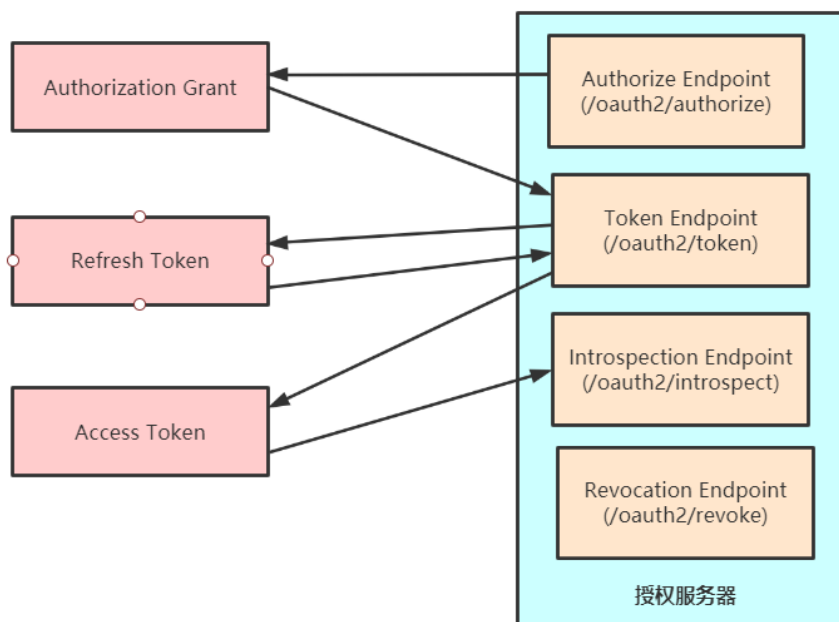 Authorization Grant
Authorize Endpoint
(/oauth2/authorize)
Refresh Token
Token Endpoint
(/oauth2/token)
Access Token
Introspection Endpoint
(/oauth2/introspect)
Revocation Endpoint
(/oauth2/revoke)
授权服务器